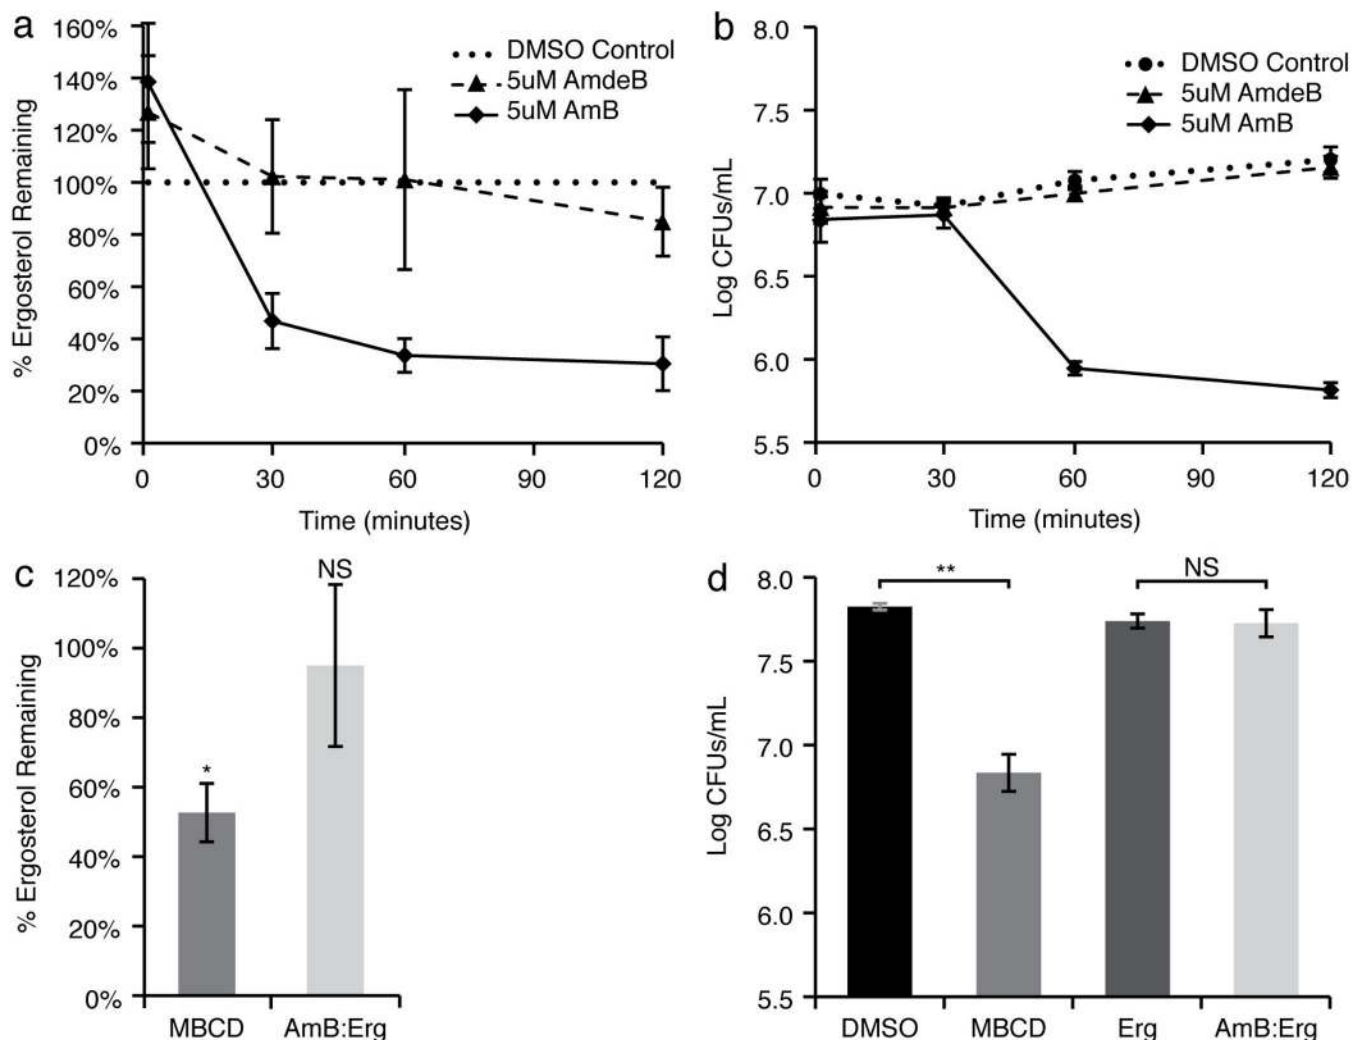 a
% Ergosterol Remaining
160%
140%
120%
100%
80%
60%
40%
20%
0%
DMSO Control
5uM AmdeB
5uM AmB
0 30 60 90 120
Time (minutes)
b
Log CFUs/mL
8.0
7.5
7.0
6.5
6.0
5.5
DMSO Control
5uM AmdeB
5uM AmB
0 30 60 90 120
Time (minutes)
c
% Ergosterol Remaining
120%
100%
80%
60%
40%
20%
0%
NS
*
MBCD AmB:Erg
d
Log CFUs/mL
8.0
7.5
7.0
6.5
6.0
5.5
** NS
DMSO MBCD Erg AmB:Erg